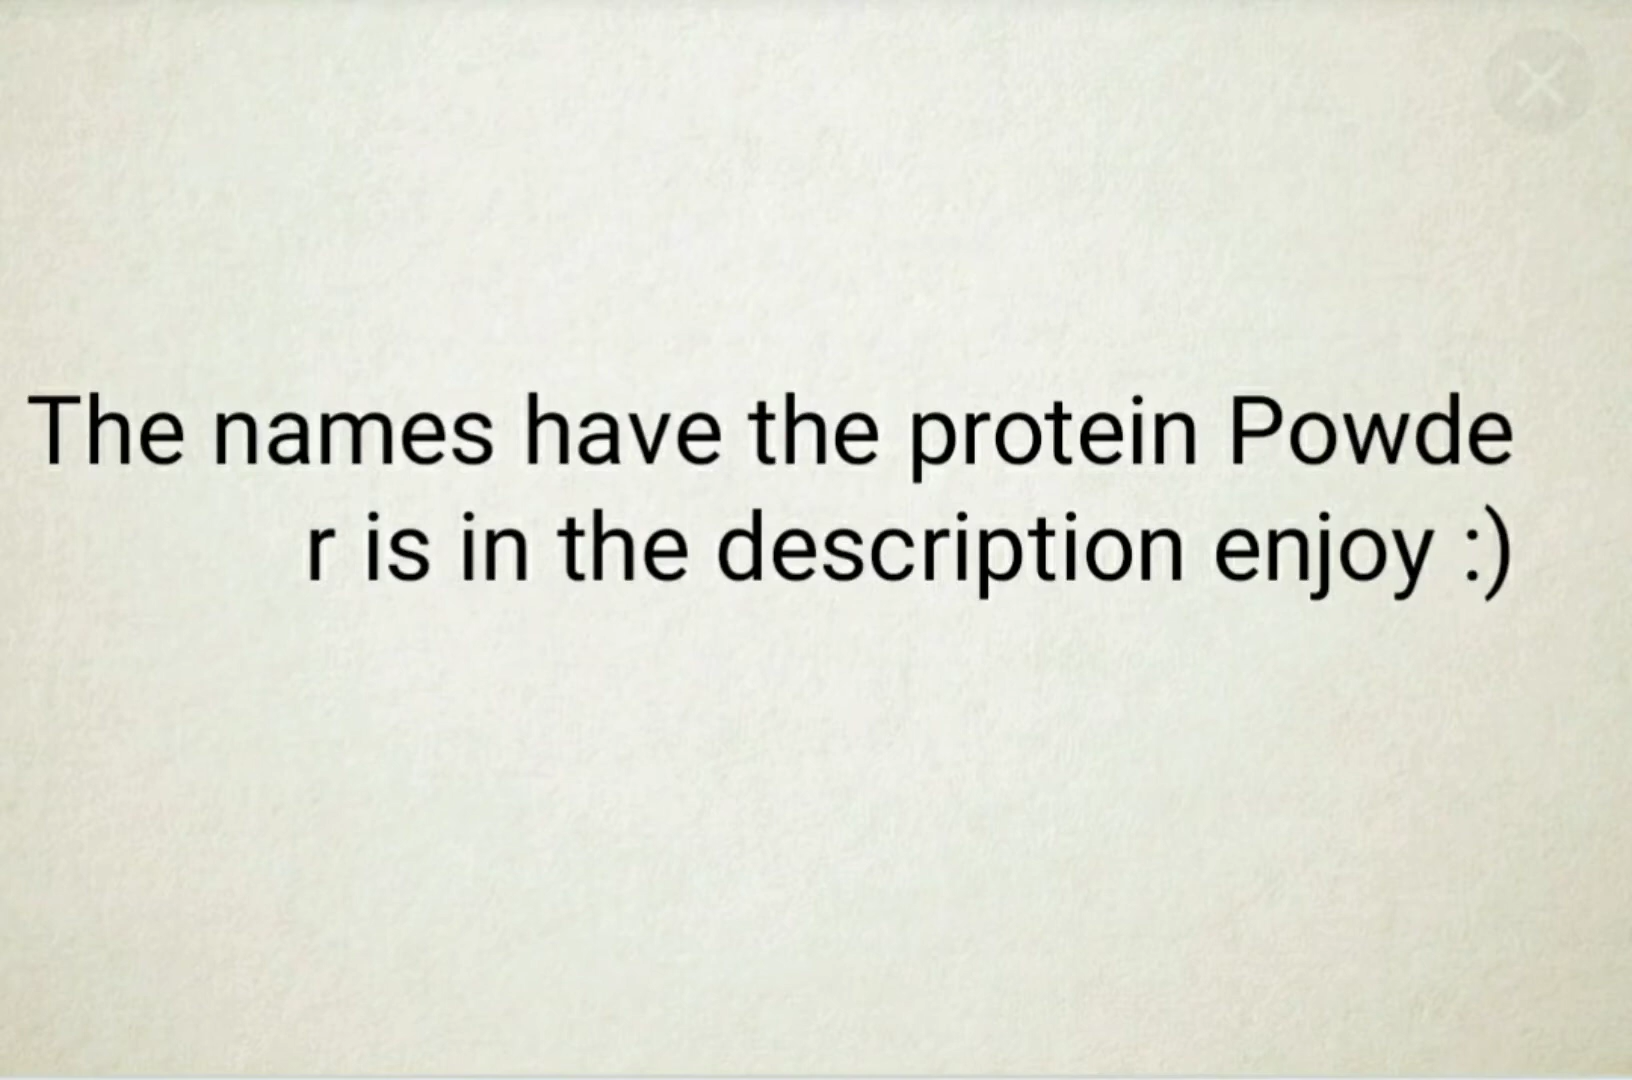 The names have the protein Powde
r is in the description enjoy :)